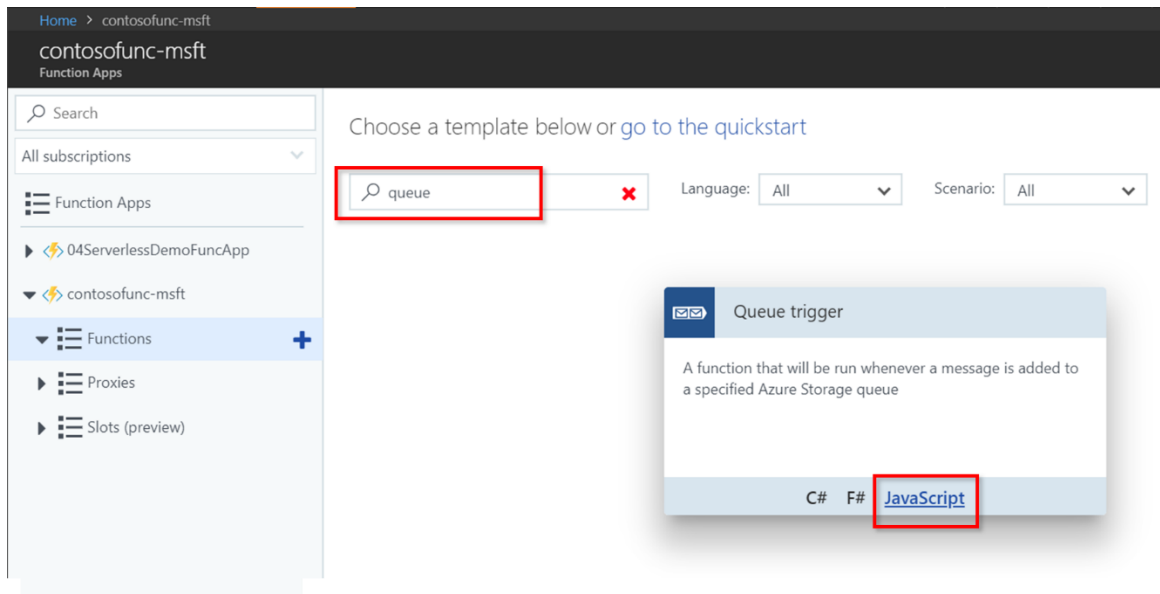 Home > contosofunc-msft
contosofunc-msft
Function Apps
Search
All subscriptions
Function Apps
04ServerlessDemoFuncApp
contosofunc-msft
Functions
Proxies
Slots (preview)
Choose a template below or go to the quickstart
queue
Language: All
Scenario: All
Queue trigger
A function that will be run whenever a message is added to
a specified Azure Storage queue
C# F# JavaScript